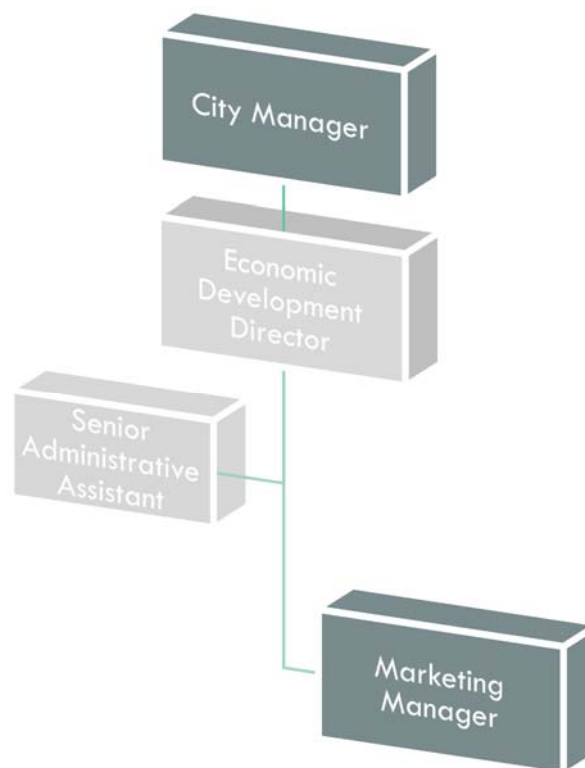 City Manager
Economic
Development
Director
Senior
Administrative
Assistant
Marketing
Manager